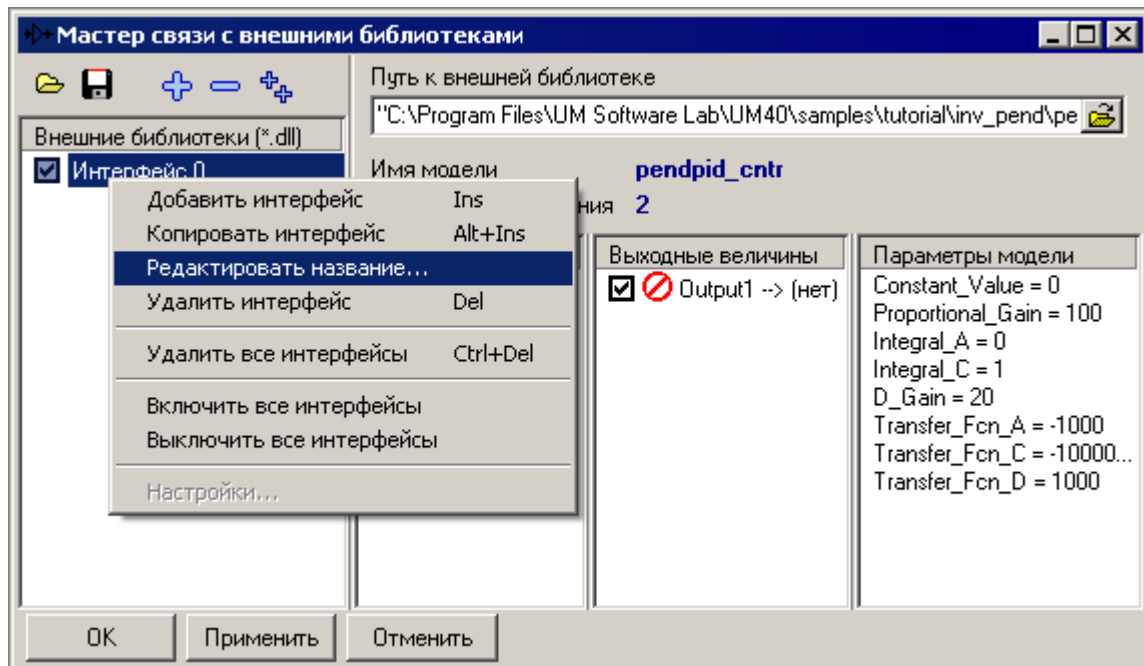 Мастер связи с внешними библиотеками
Путь к внешней библиотеке
"C:\Program Files\UM Software Lab\UM40\samples\tutorial\inv_pend\pe
Внешние библиотеки (*.dll)
Интерфейс 0
Имя модели pendpid_cntr
ния 2
Добавить интерфейс Ins
Копировать интерфейс Alt+Ins
Редактировать название...
Удалить интерфейс Del
Удалить все интерфейсы Ctrl+Del
Включить все интерфейсы
Выключить все интерфейсы
Настройки...
Выходные величины
Output1 --> (нет)
Параметры модели
Constant_Value = 0
Proportional_Gain = 100
Integral_A = 0
Integral_C = 1
D_Gain = 20
Transfer_Fcn_A = -1000
Transfer_Fcn_C = -10000...
Transfer_Fcn_D = 1000
OK
Применить
Отменить